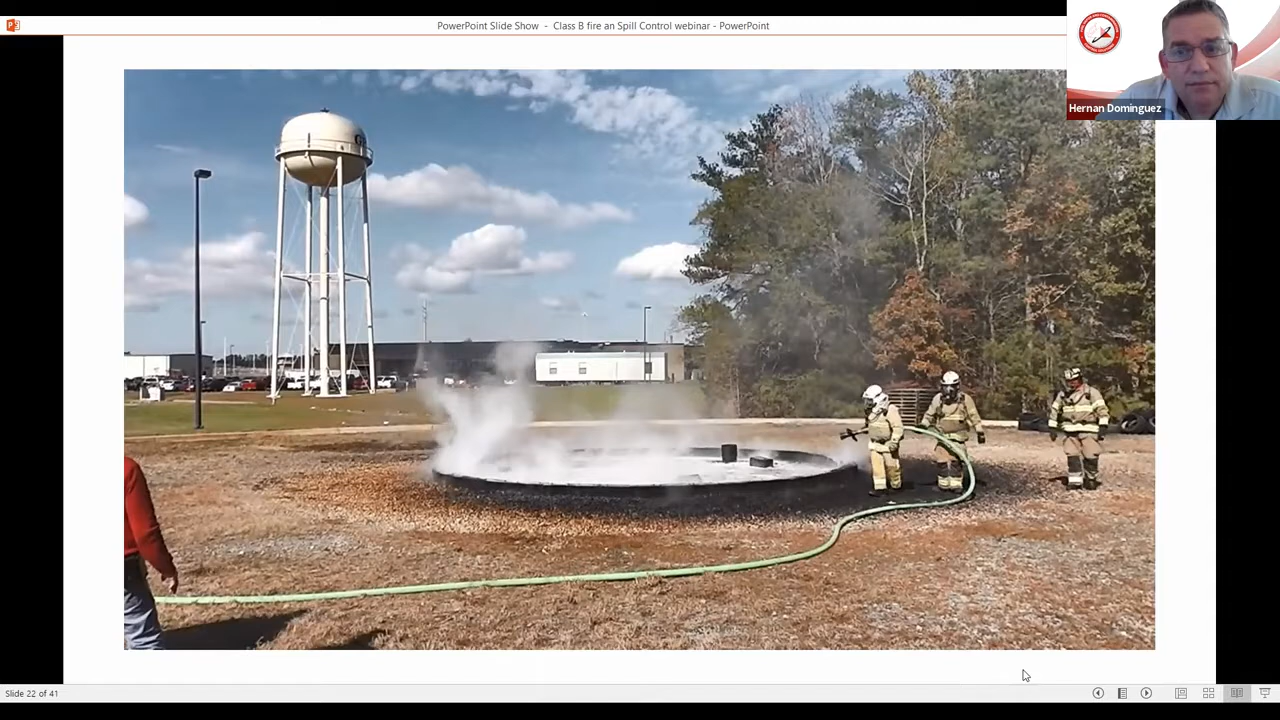 PowerPoint Slide Show - Class B fire an Spill Control webinar - PowerPoint
Hernan Dominguez
Slide 22 of 41